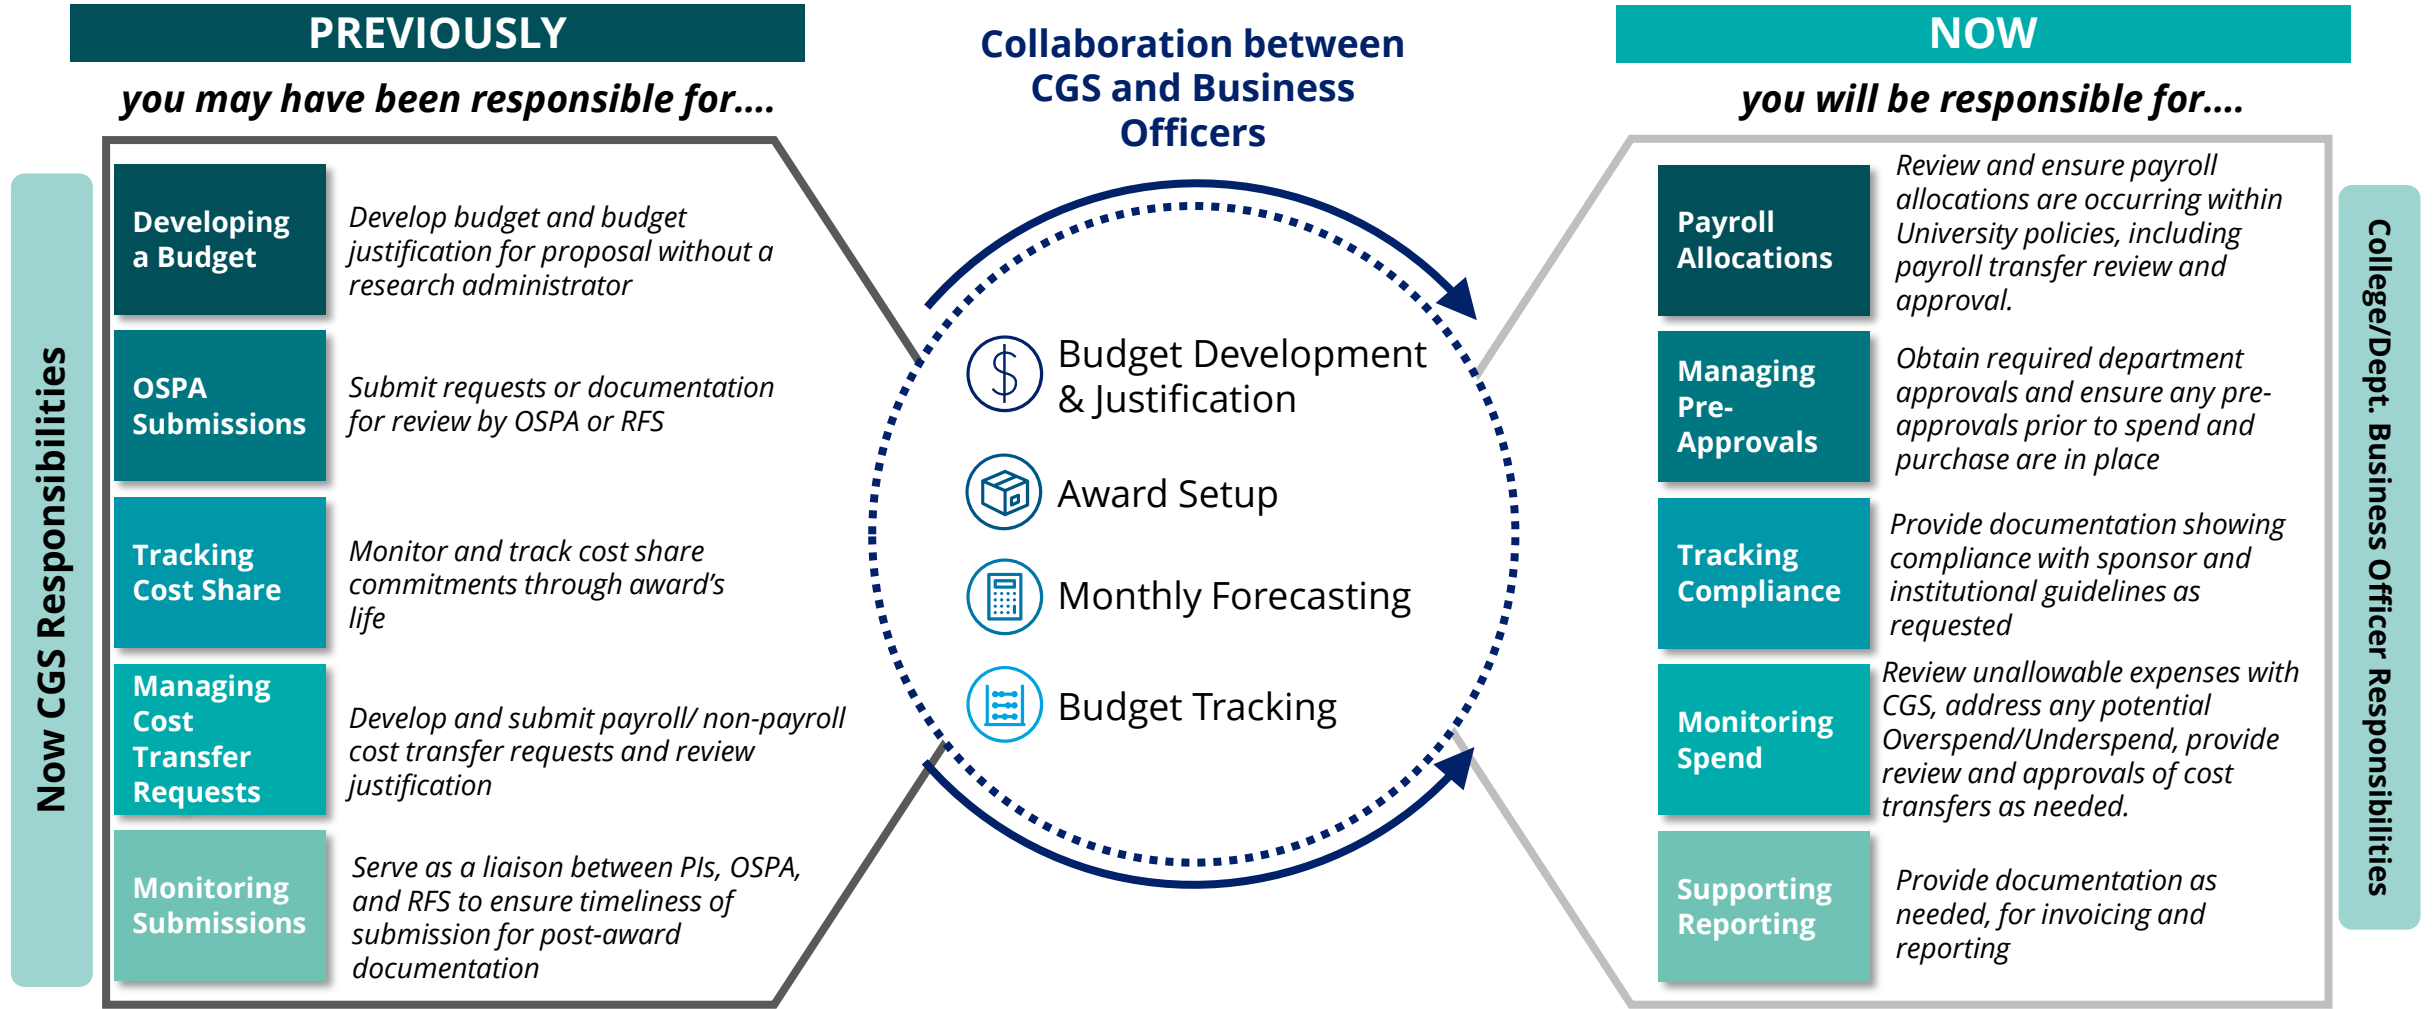 PREVIOUSLY
you may have been responsible for....
Now CGS Responsibilities
Developing
a Budget
Develop budget and budget
justification for proposal without a
research administrator
OSPA
Submissions
Submit requests or documentation
for review by OSPA or RFS
Tracking
Cost Share
Monitor and track cost share
commitments through award’s
life
Managing
Cost
Transfer
Requests
Develop and submit payroll/ non-payroll
cost transfer requests and review
justification
Monitoring
Submissions
Serve as a liaison between PIs, OSPA,
and RFS to ensure timeliness of
submission for post-award
documentation
Collaboration between
CGS and Business
Officers
Budget Development
& Justification
Award Setup
Monthly Forecasting
Budget Tracking
NOW
you will be responsible for....
Payroll
Allocations
Review and ensure payroll
allocations are occurring within
University policies, including
payroll transfer review and
approval.
Managing
Pre-
Approvals
Obtain required department
approvals and ensure any pre-
approvals prior to spend and
purchase are in place
Tracking
Compliance
Provide documentation showing
compliance with sponsor and
institutional guidelines as
requested
Monitoring
Spend
Review unallowable expenses with
CGS, address any potential
Overspend/Underspend, provide
review and approvals of cost
transfers as needed.
Supporting
Reporting
Provide documentation as
needed, for invoicing and
reporting
College/Dept. Business Officer Responsibilities